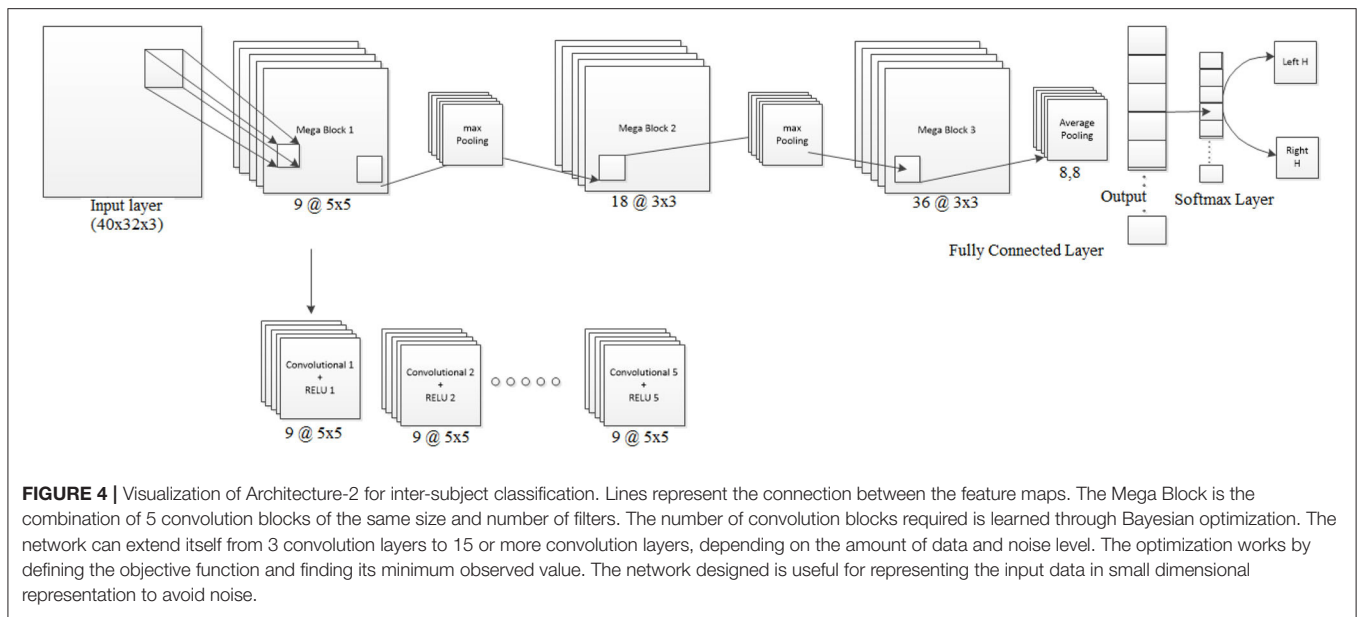 Mega Block 1
max
Pooling
Mega Block 2
max
Pooling
Mega Block 3
Average
Pooling
Left H
Right
H
Input layer
(40x32x3)
9 @ 5x5
18 @ 3x3
36 @ 3x3
8,8
Output
Softmax Layer
Fully Connected Layer
Convolutional 1
+
RELU 1
Convolutional 2
+
RELU 2
Convolutional 5
+
RELU 5
9 @ 5x5
9 @ 5x5
9 @ 5x5
FIGURE 4 | Visualization of Architecture-2 for inter-subject classification. Lines represent the connection between the feature maps. The Mega Block is the
combination of 5 convolution blocks of the same size and number of filters. The number of convolution blocks required is learned through Bayesian optimization. The
network can extend itself from 3 convolution layers to 15 or more convolution layers, depending on the amount of data and noise level. The optimization works by
defining the objective function and finding its minimum observed value. The network designed is useful for representing the input data in small dimensional
representation to avoid noise.